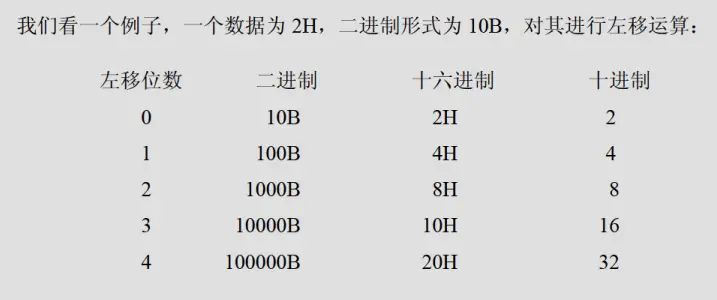 我们看一个例子，一个数据为 2H，二进制形式为 10B，对其进行左移运算：
左移位数 二进制 十六进制 十进制
0 10B 2H 2
1 100B 4H 4
2 1000B 8H 8
3 10000B 10H 16
4 100000B 20H 32